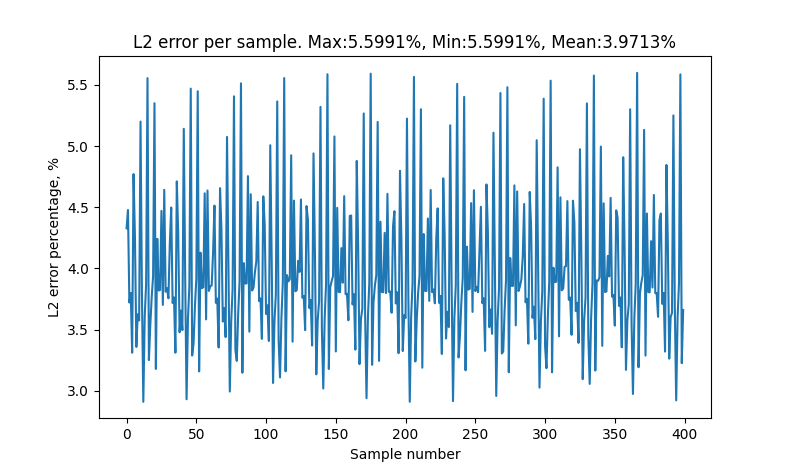 L2 error per sample. Max:5.5991%, Min:5.5991%, Mean:3.9713%
5.5
5.0
4.5
4.0
3.5
3.0
L2 error percentage, %
0 50 100 150 200 250 300 350 400
Sample number